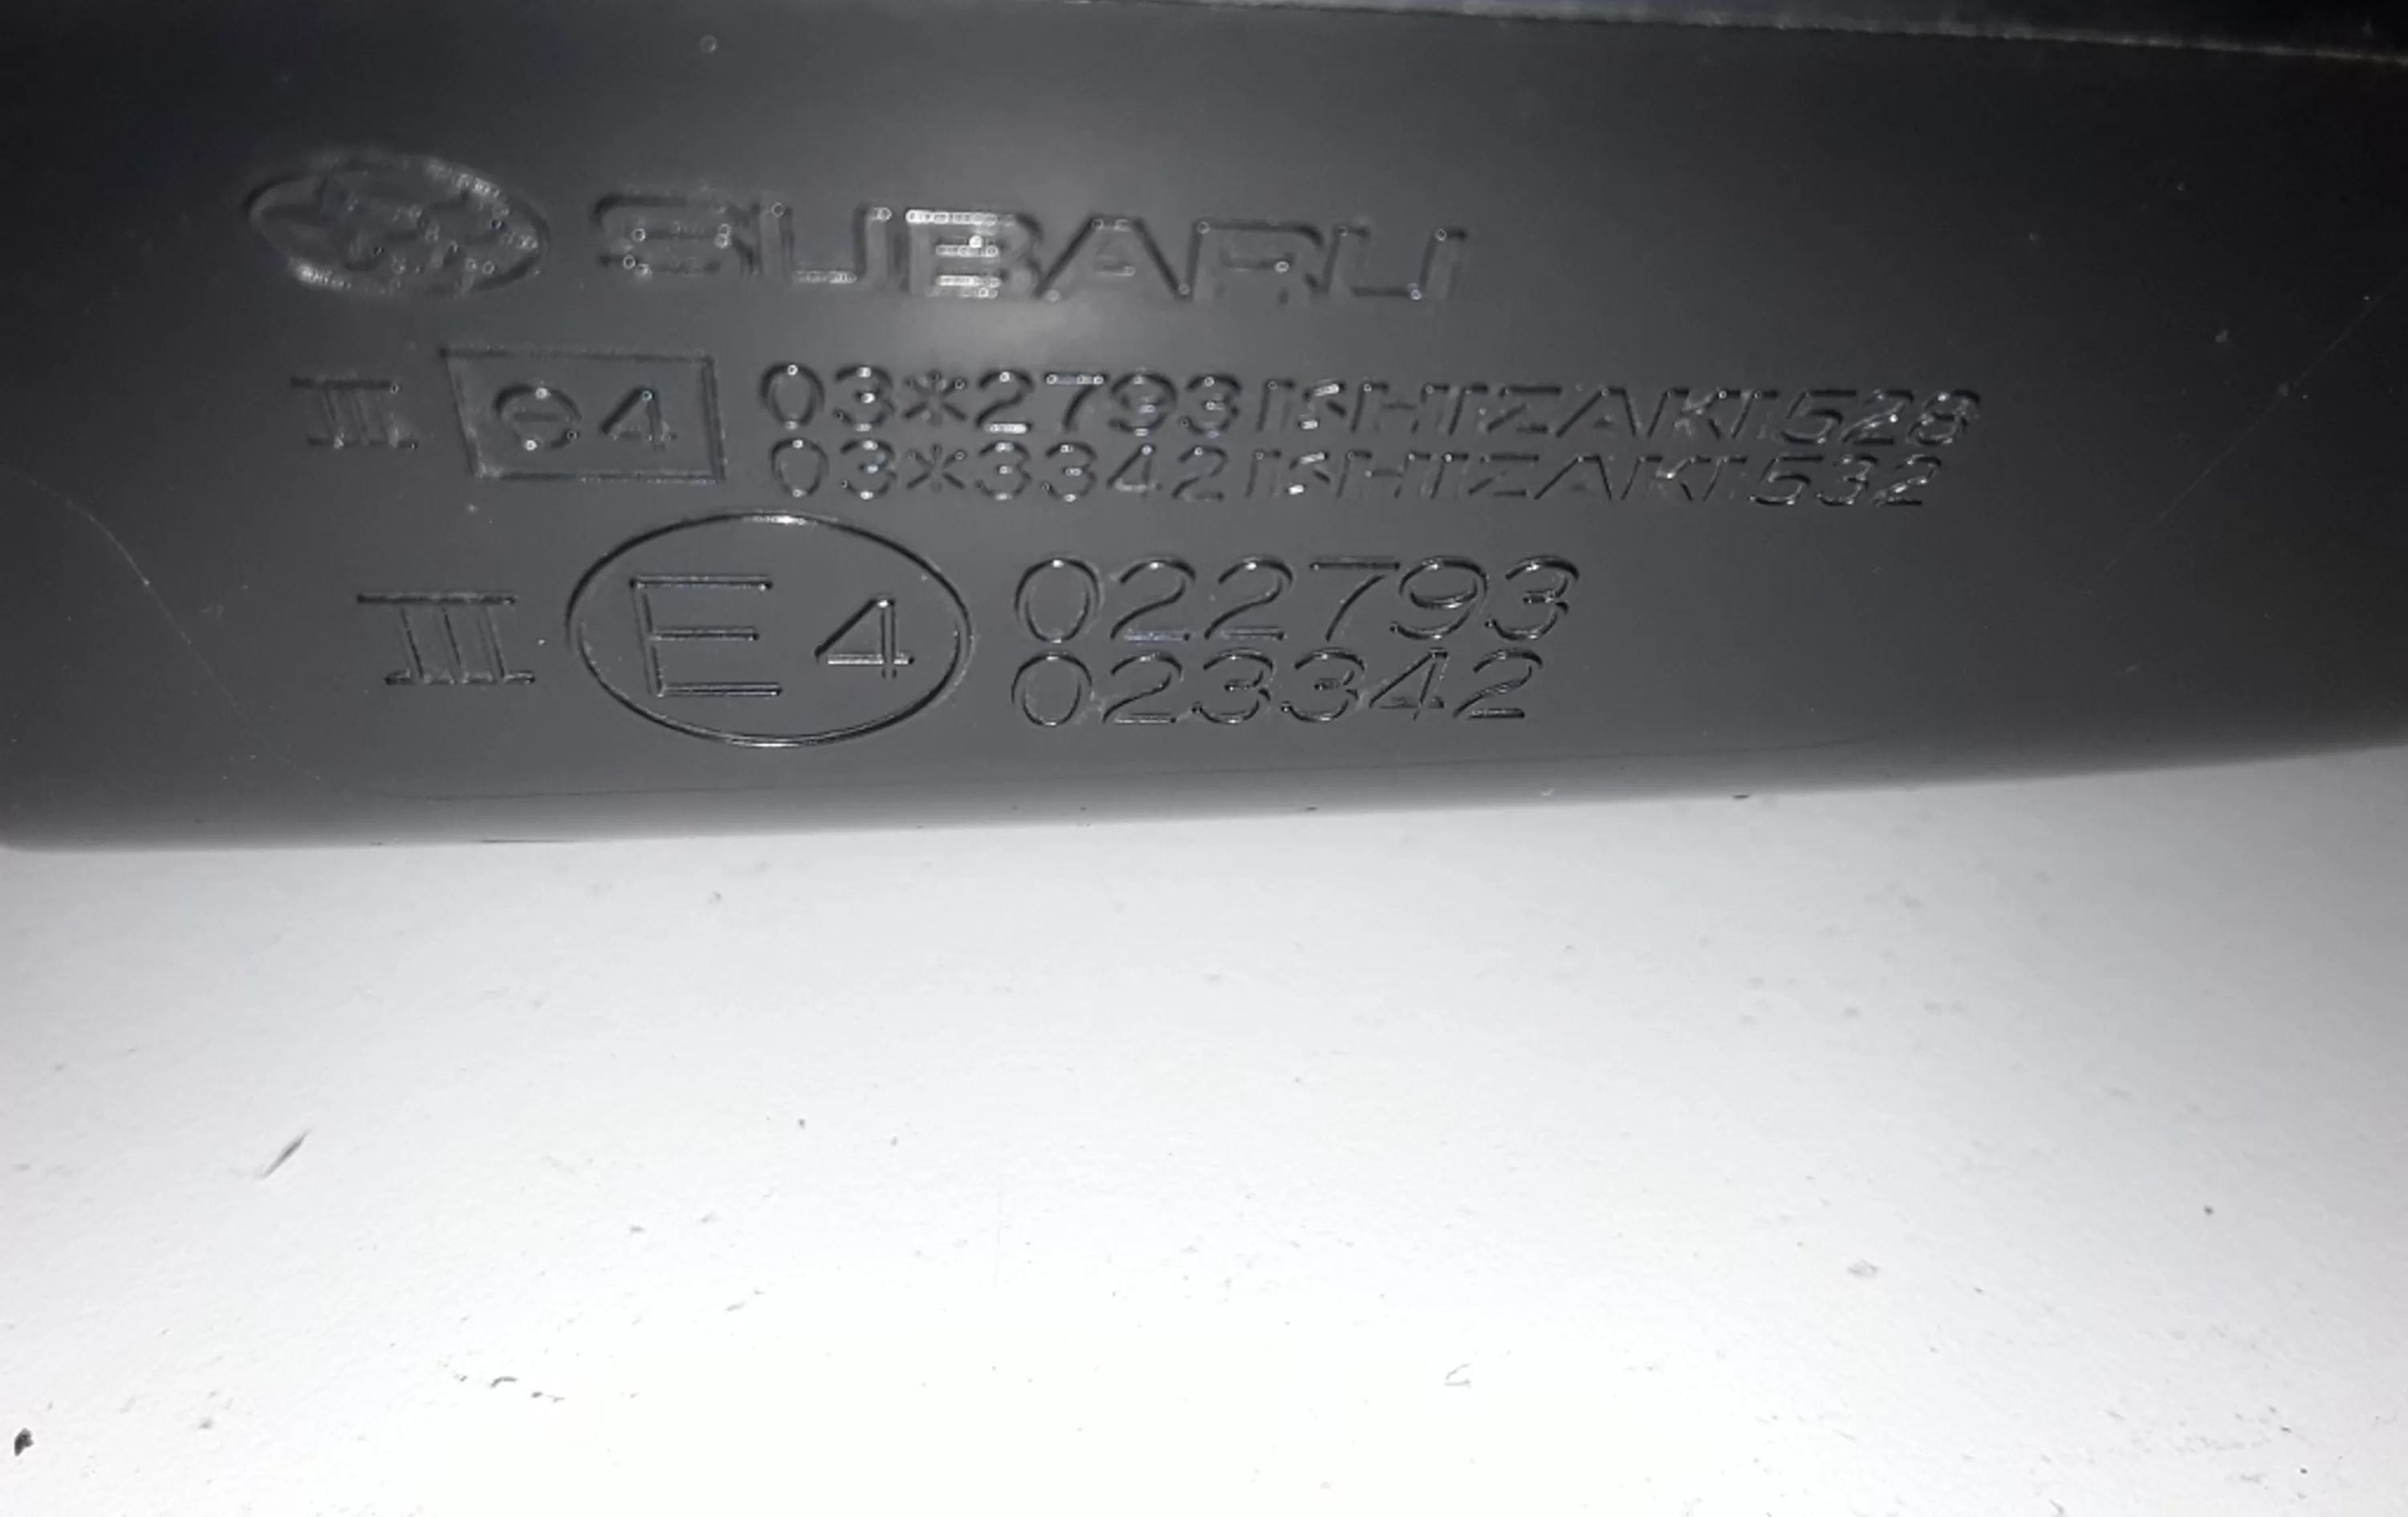 SUBARU
III e4 03*2793 ISHIZAKI 528
03*3342 ISHIZAKI 532
III E4 022793
023342